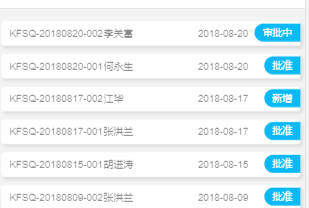 KFSQ-20180820-002李关富 2018-08-20 审批中
KFSQ-20180820-001何永生 2018-08-20 批准
KFSQ-20180817-002江华 2018-08-17 新增
KFSQ-20180817-001张洪兰 2018-08-17 批准
KFSQ-20180815-001胡进涛 2018-08-15 批准
KFSQ-20180809-002张洪兰 2018-08-09 批准